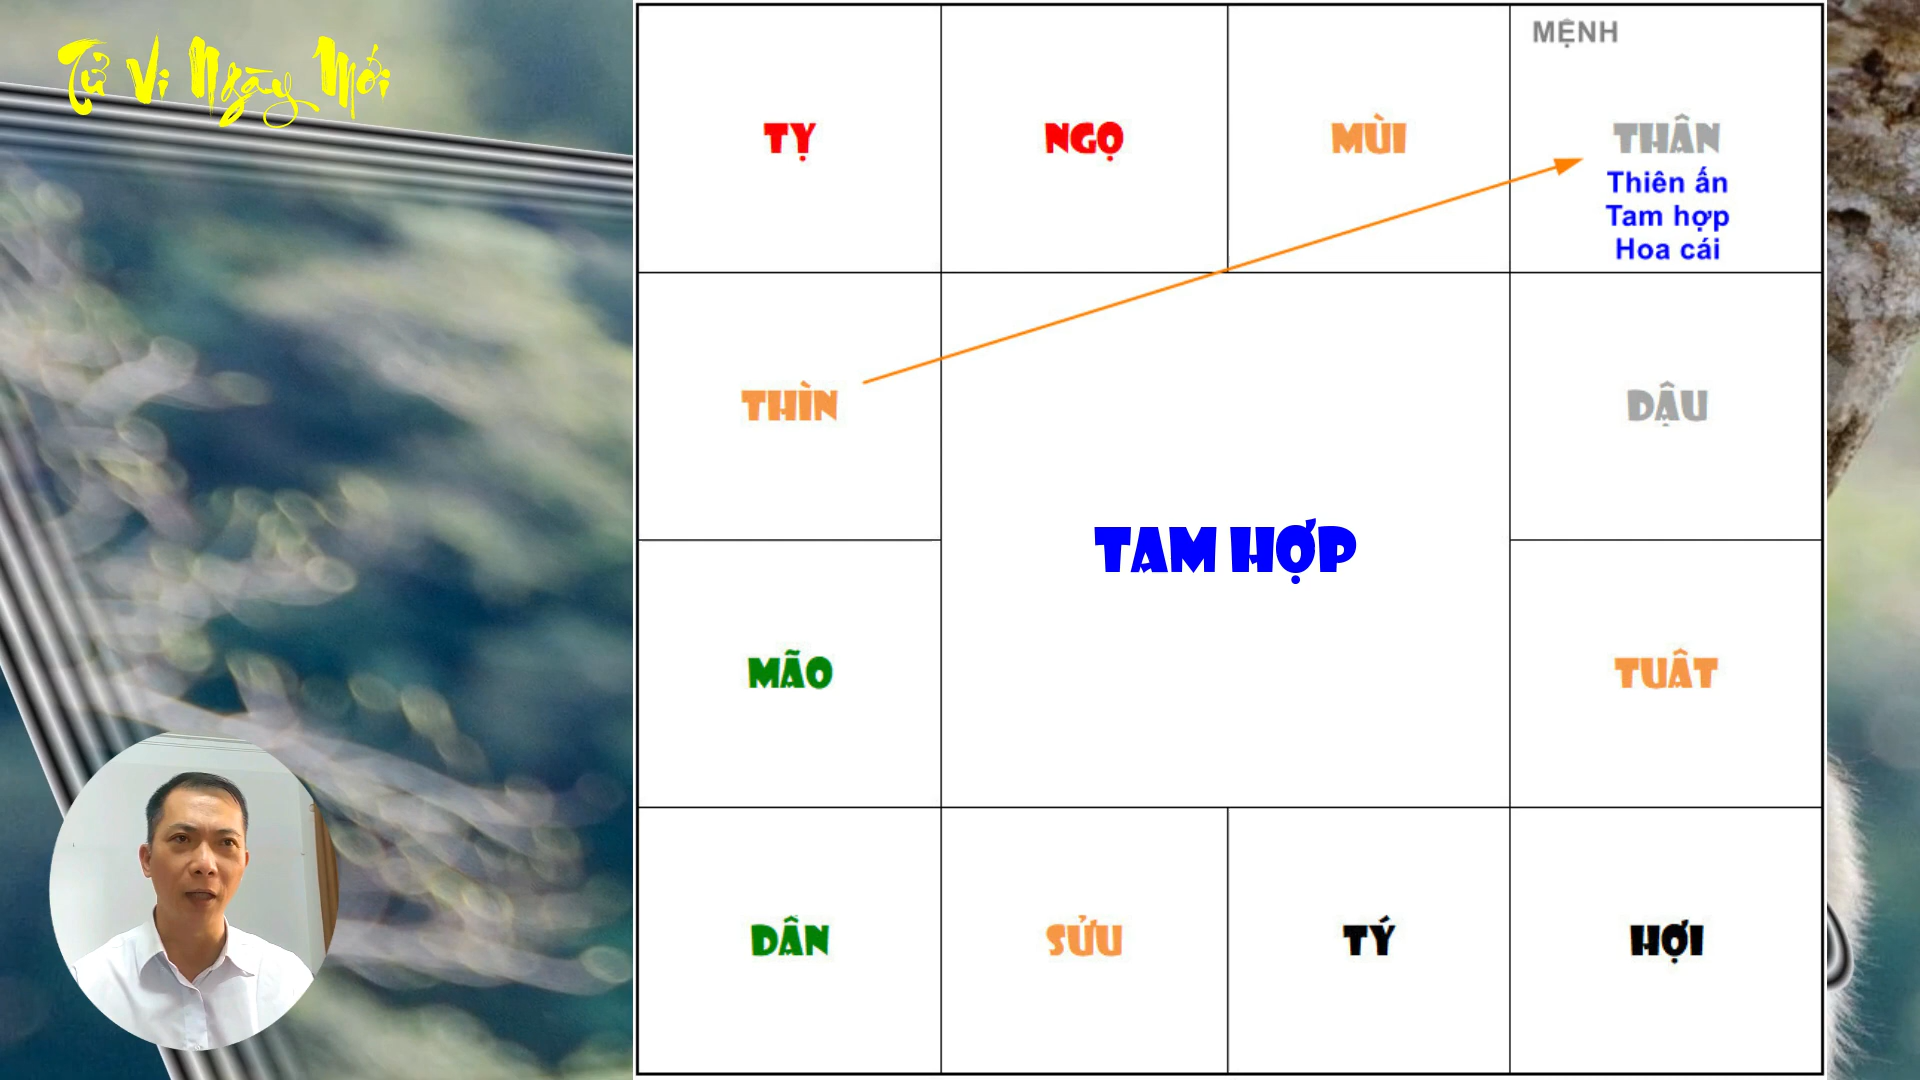 Tử Vi Ngày Mới
MỆNH
TỴ
NGỌ
MÙI
THÂN
Thiên ấn
Tam hợp
Hoa cái
THÌN
DẬU
TAM HỢP
MÃO
TUẤT
DẦN
SỬU
TÝ
HỢI